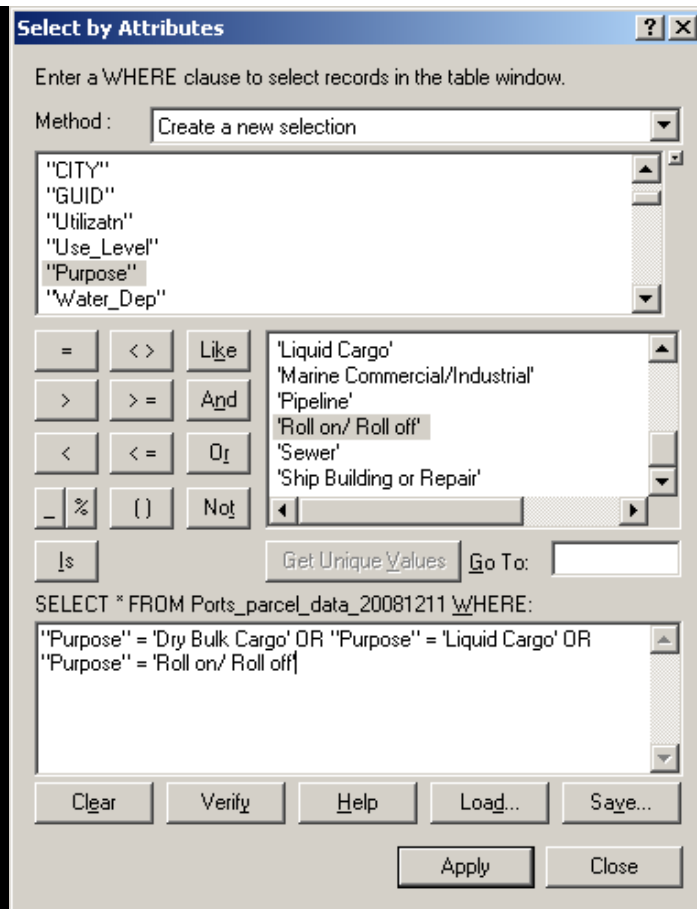 Select by Attributes
Enter a WHERE clause to select records in the table window.
Method : Create a new selection
"CITY"
"GUID"
"Utilizatn"
"Use_Level"
"Purpose"
"Water_Dep"
= < > Like
> > = And
< < = Or
_ % ( ) Not
Is
'Liquid Cargo'
'Marine Commercial/Industrial'
'Pipeline'
'Roll on/ Roll off'
'Sewer'
'Ship Building or Repair'
Get Unique Values Go To:
SELECT * FROM Ports_parcel_data_20081211 WHERE:
"Purpose" = 'Dry Bulk Cargo' OR "Purpose" = 'Liquid Cargo' OR
"Purpose" = 'Roll on/ Roll off'
Clear Verify Help Load... Save...
Apply Close